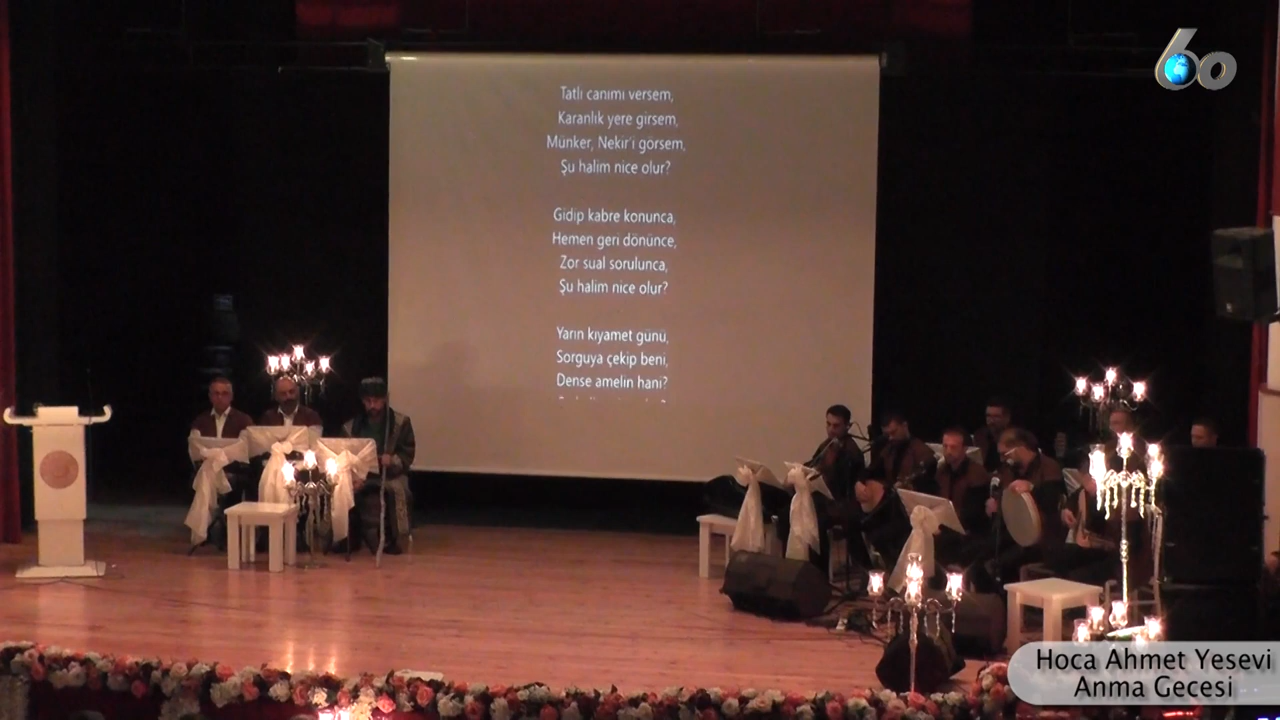 60
Tatlı canımı versem,
Karanlık yere girsem,
Münker, Nekir'i görsem,
Şu halim nice olur?
Gidip kabre konunca,
Hemen geri dönünce,
Zor sual sorulunca,
Şu halim nice olur?
Yarın kıyamet günü,
Sorguya çekip beni,
Dense amelin hani?
Hoca Ahmet Yesevi
Anma Gecesi